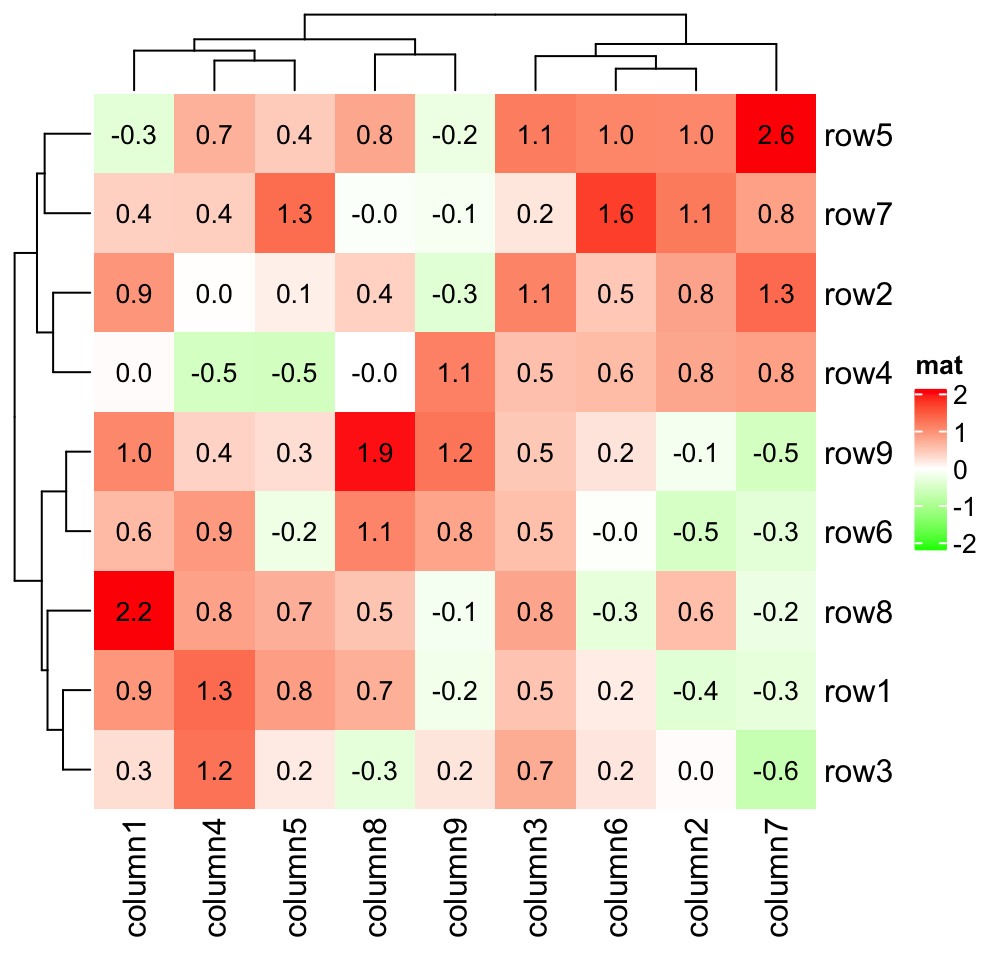 -0.3 0.7 0.4 0.8 -0.2 1.1 1.0 1.0 2.6 row5
0.4 0.4 1.3 -0.0 -0.1 0.2 1.6 1.1 0.8 row7
0.9 0.0 0.1 0.4 -0.3 1.1 0.5 0.8 1.3 row2
0.0 -0.5 -0.5 -0.0 1.1 0.5 0.6 0.8 0.8 row4
1.0 0.4 0.3 1.9 1.2 0.5 0.2 -0.1 -0.5 row9
0.6 0.9 -0.2 1.1 0.8 0.5 -0.0 -0.5 -0.3 row6
2.2 0.8 0.7 0.5 -0.1 0.8 -0.3 0.6 -0.2 row8
0.9 1.3 0.8 0.7 -0.2 0.5 0.2 -0.4 -0.3 row1
0.3 1.2 0.2 -0.3 0.2 0.7 0.2 0.0 -0.6 row3
column1 column4 column5 column8 column9 column3 column6 column2 column7
mat
2
1
0
-1
-2